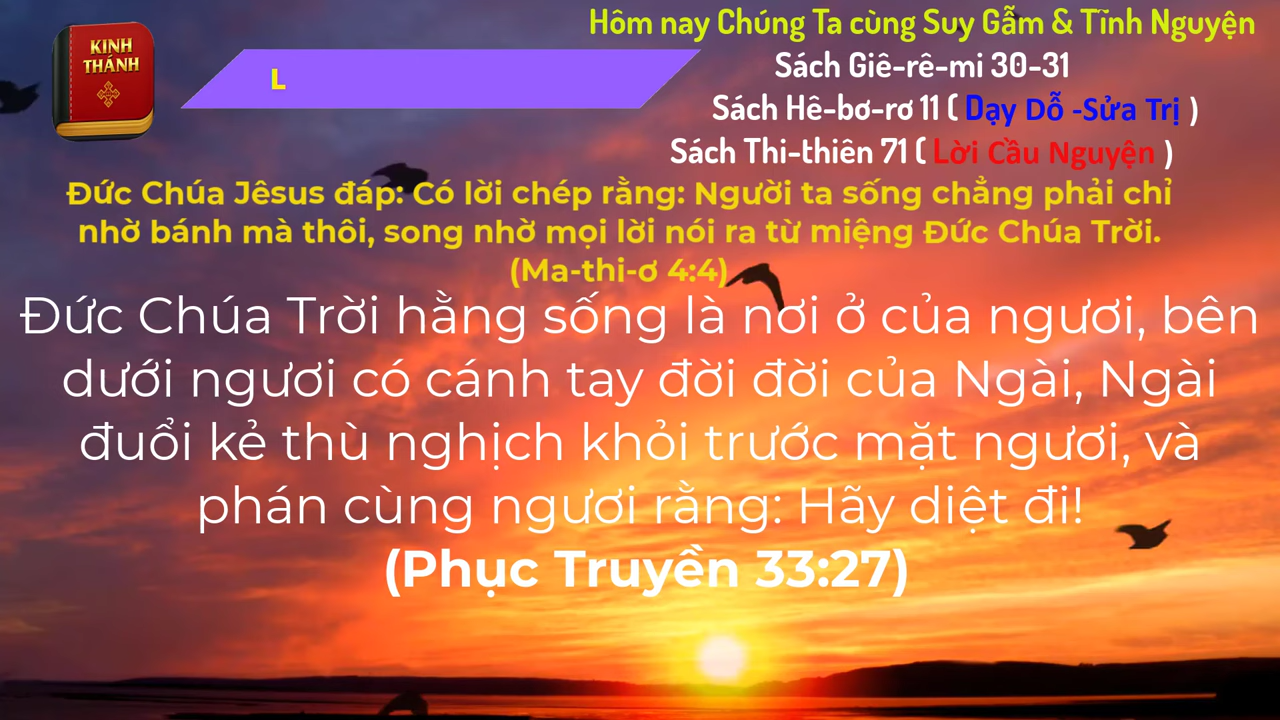 KINH
THÁNH
L
Hôm nay Chúng Ta cùng Suy Gẫm & Tĩnh Nguyện
Sách Giê-rê-mi 30-31
Sách Hê-bơ-rơ 11 ( Dạy Dỗ -Sửa Trị )
Sách Thi-thiên 71 ( Lời Cầu Nguyện )
Đức Chúa Jêsus đáp: Có lời chép rằng: Người ta sống chẳng phải chỉ
nhờ bánh mà thôi, song nhờ mọi lời nói ra từ miệng Đức Chúa Trời.
(Ma-thi-ơ 4:4)
Đức Chúa Trời hằng sống là nơi ở của ngươi, bên
dưới ngươi có cánh tay đời đời của Ngài, Ngài
đuổi kẻ thù nghịch khỏi trước mặt ngươi, và
phán cùng ngươi rằng: Hãy diệt đi!
(Phục Truyền 33:27)